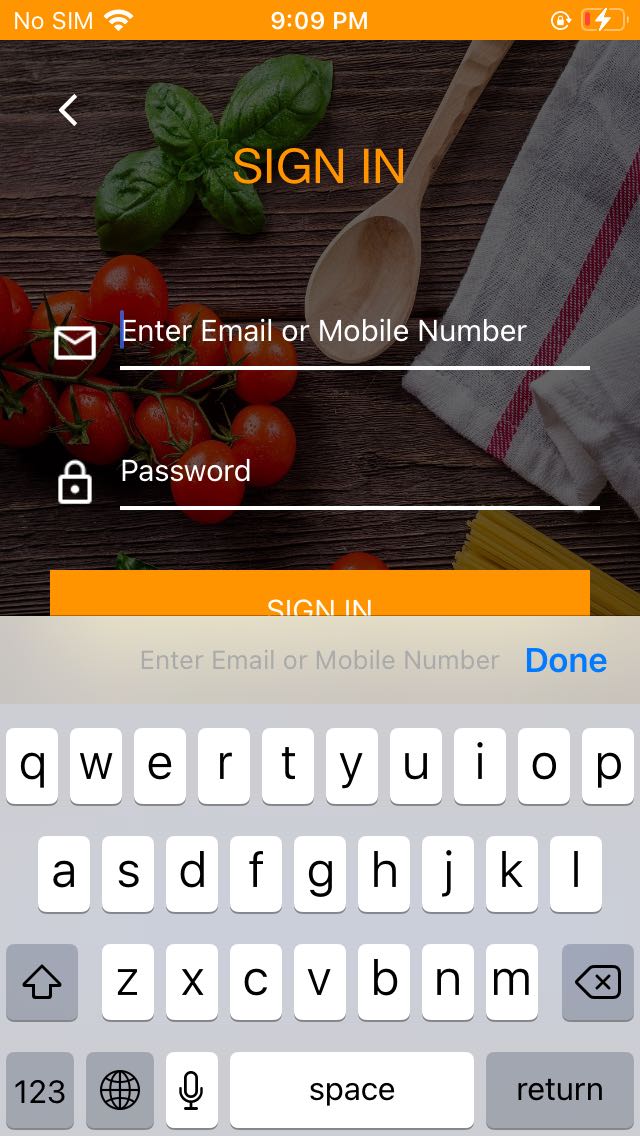 No SIM 9:09 PM
SIGN IN
Enter Email or Mobile Number
Password
SIGN IN
Enter Email or Mobile Number Done
q w e r t y u i o p
a s d f g h j k l
z x c v b n m
123 space return